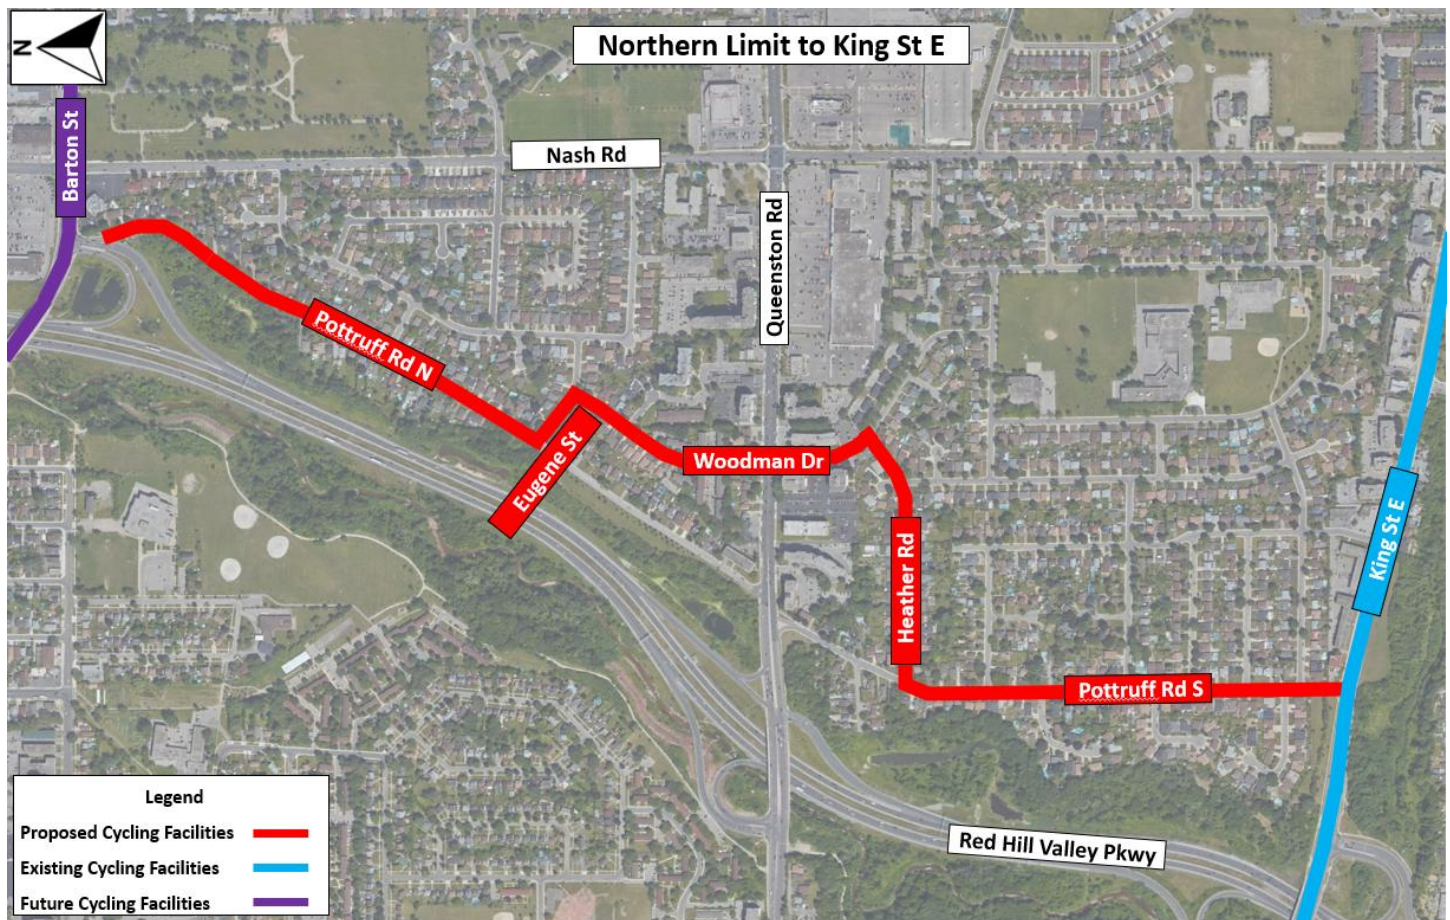 N
Northern Limit to King St E
Barton St
Nash Rd
Queenston Rd
Pottruff Rd N
Eugene St
Woodman Dr
Heather Rd
King St E
Pottruff Rd S
Red Hill Valley Pkwy
Legend
Proposed Cycling Facilities
Existing Cycling Facilities
Future Cycling Facilities